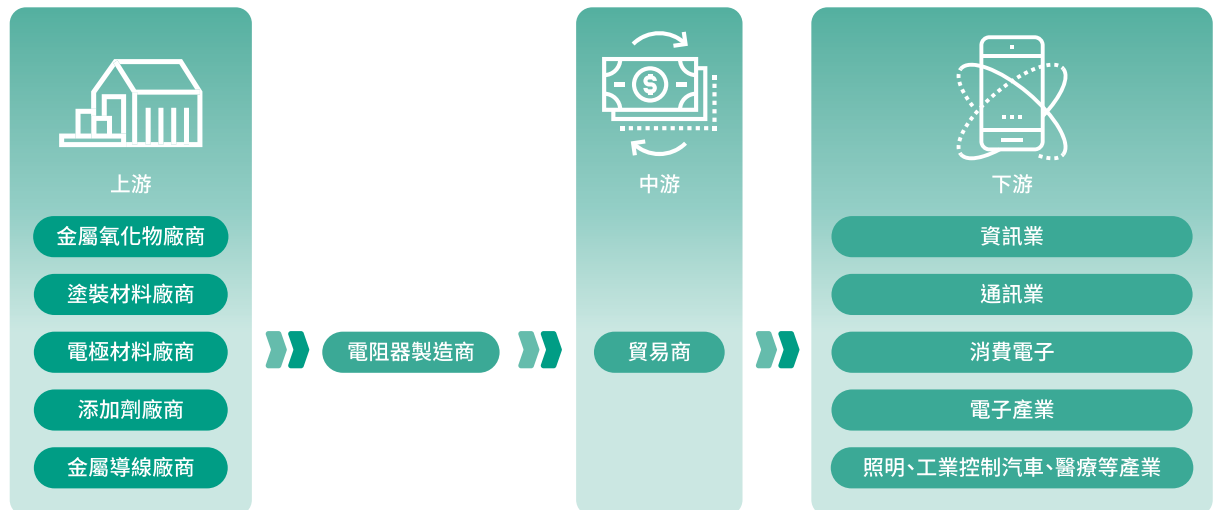 上游
金屬氧化物廠商
塗裝材料廠商
電極材料廠商
添加劑廠商
金屬導線廠商
電阻器製造商
$
中游
貿易商
下游
資訊業
通訊業
消費電子
電子產業
照明、工業控制汽車、醫療等產業